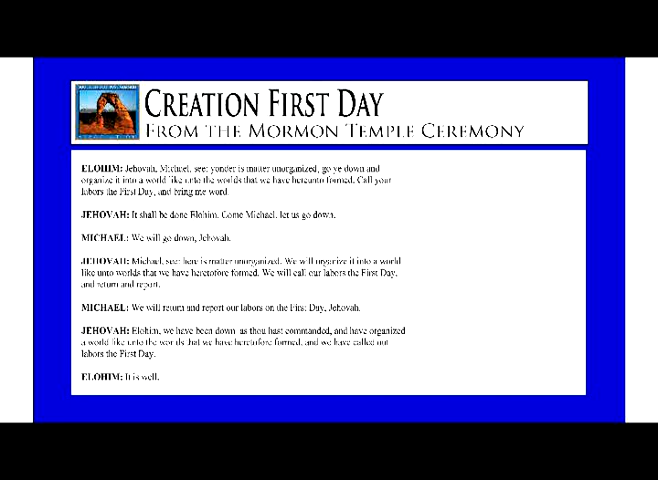 CREATION FIRST DAY
FROM THE MORMON TEMPLE CEREMONY
ELOHIM: Jehovah, Michael, see: yonder is matter unorganized, go ye down and
organize it into a world like unto the worlds that we have hereunto formed. Call your
labors the First Day, and bring me word.
JEHOVAH: It shall be done Elohim. Come Michael, let us go down.
MICHAEL: We will go down, Jehovah.
JEHOVAH: Michael, see: here is matter unorganized. We will organize it into a world
like unto worlds that we have heretofore formed. We will call our labors the First Day,
and return and report.
MICHAEL: We will return and report our labors on the First Day, Jehovah.
JEHOVAH: Elohim, we have been down as thou hast commanded, and have organized
a world like unto the worlds that we have heretofore formed, and we have called our
labors the First Day.
ELOHIM: It is well.